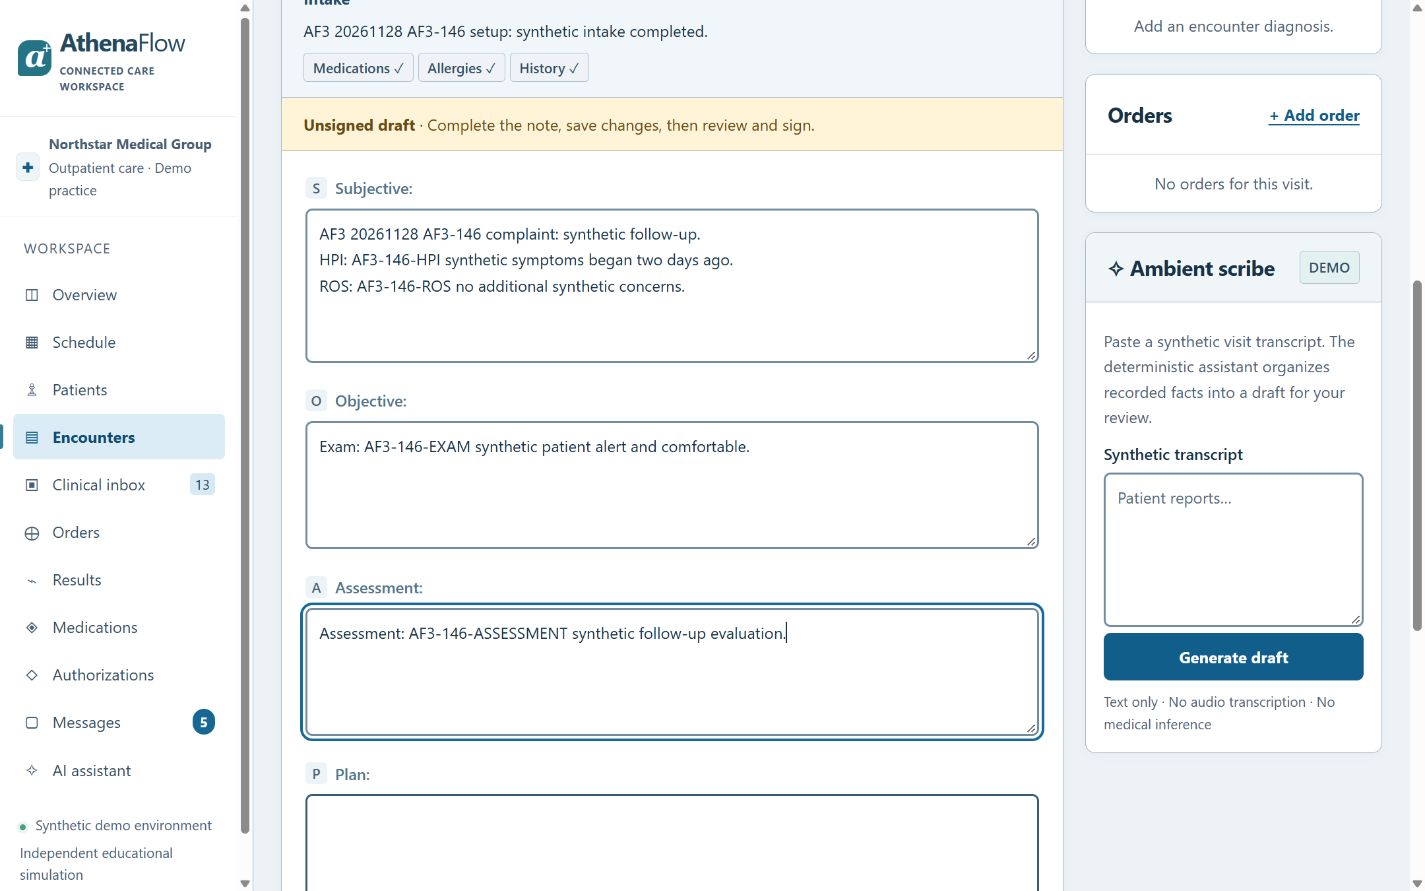 AthenaFlow
CONNECTED CARE
WORKSPACE
Northstar Medical Group
Outpatient care · Demo
practice
WORKSPACE
Overview
Schedule
Patients
Encounters
Clinical inbox 13
Orders
Results
Medications
Authorizations
Messages 5
AI assistant
Synthetic demo environment
Independent educational
simulation
Intake
AF3 20261128 AF3-146 setup: synthetic intake completed.
Medications ✓ Allergies ✓ History ✓
Unsigned draft · Complete the note, save changes, then review and sign.
S Subjective:
AF3 20261128 AF3-146 complaint: synthetic follow-up.
HPI: AF3-146-HPI synthetic symptoms began two days ago.
ROS: AF3-146-ROS no additional synthetic concerns.
O Objective:
Exam: AF3-146-EXAM synthetic patient alert and comfortable.
A Assessment:
Assessment: AF3-146-ASSESSMENT synthetic follow-up evaluation.
P Plan:
Add an encounter diagnosis.
Orders + Add order
No orders for this visit.
Ambient scribe DEMO
Paste a synthetic visit transcript. The
deterministic assistant organizes
recorded facts into a draft for your
review.
Synthetic transcript
Patient reports...
Generate draft
Text only · No audio transcription · No
medical inference